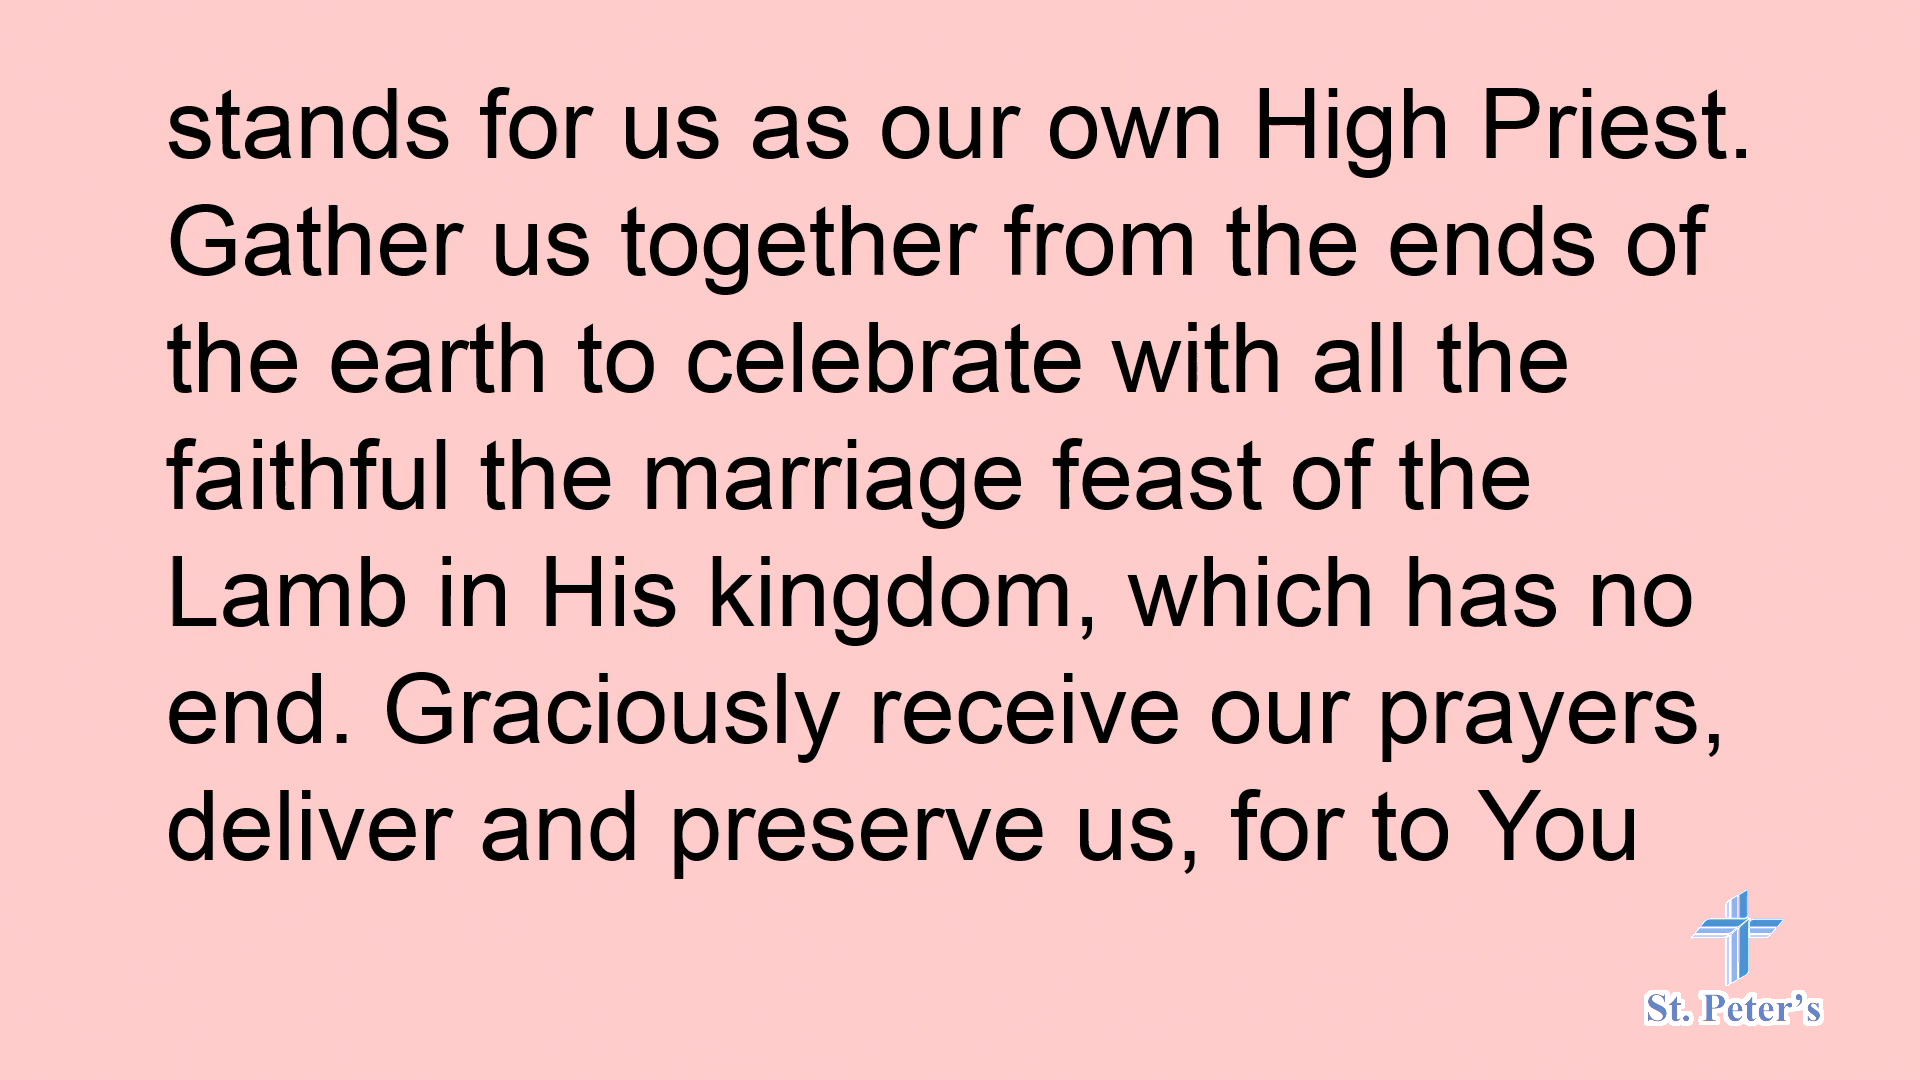 stands for us as our own High Priest.
Gather us together from the ends of
the earth to celebrate with all the
faithful the marriage feast of the
Lamb in His kingdom, which has no
end. Graciously receive our prayers,
deliver and preserve us, for to You
St. Peter’s